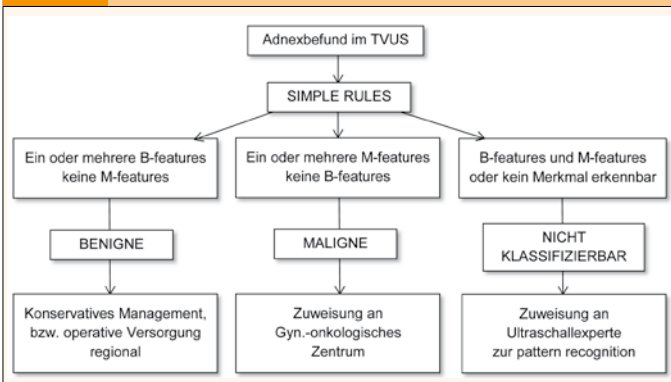 Adnexbefund im TVUS
SIMPLE RULES
Ein oder mehrere B-features
keine M-features
Ein oder mehrere M-features
keine B-features
B-features und M-features
oder kein Merkmal erkennbar
BENIGNE
MALIGNE
NICHT
KLASSIFIZIERBAR
Konservatives Management,
bzw. operative Versorgung
regional
Zuweisung an
Gyn.-onkologisches
Zentrum
Zuweisung an
Ultraschallexperte
zur pattern recognition